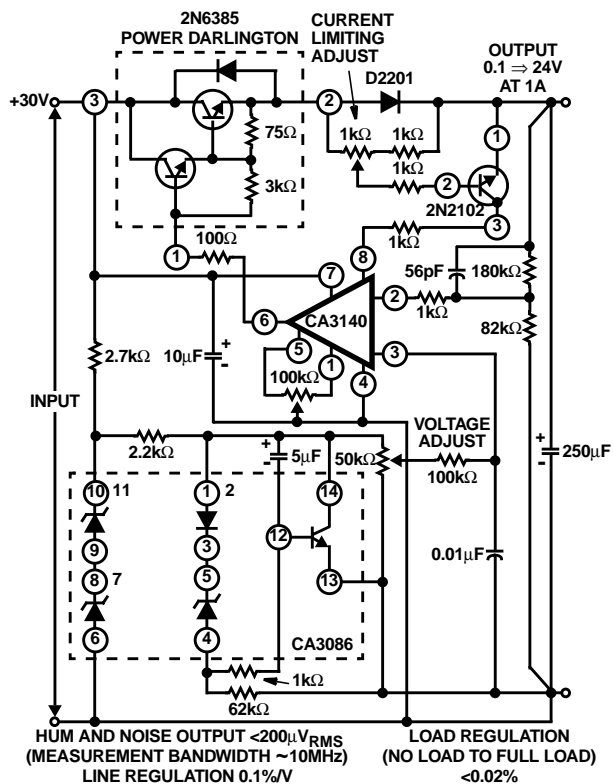 2N6385
POWER DARLINGTON
CURRENT
LIMITING
ADJUST
OUTPUT
0.1 ⇒ 24V
AT 1A
D2201
+30V
3
2
1
75Ω
1kΩ
1kΩ
1kΩ
3kΩ
2
2N2102
3
1
100Ω
8
1kΩ
56pF
180kΩ
7
6
CA3140
2
1kΩ
82kΩ
5
1
3
4
2.7kΩ
10μF
+
-
100kΩ
INPUT
VOLTAGE
ADJUST
2.2kΩ
+
-
5μF
50kΩ
100kΩ
+
-
250μF
10
11
1
2
14
12
9
3
8
7
5
13
0.01μF
6
4
CA3086
1kΩ
62kΩ
HUM AND NOISE OUTPUT <200μVRMS
(MEASUREMENT BANDWIDTH ~10MHz)
LINE REGULATION 0.1%/V
LOAD REGULATION
(NO LOAD TO FULL LOAD)
<0.02%